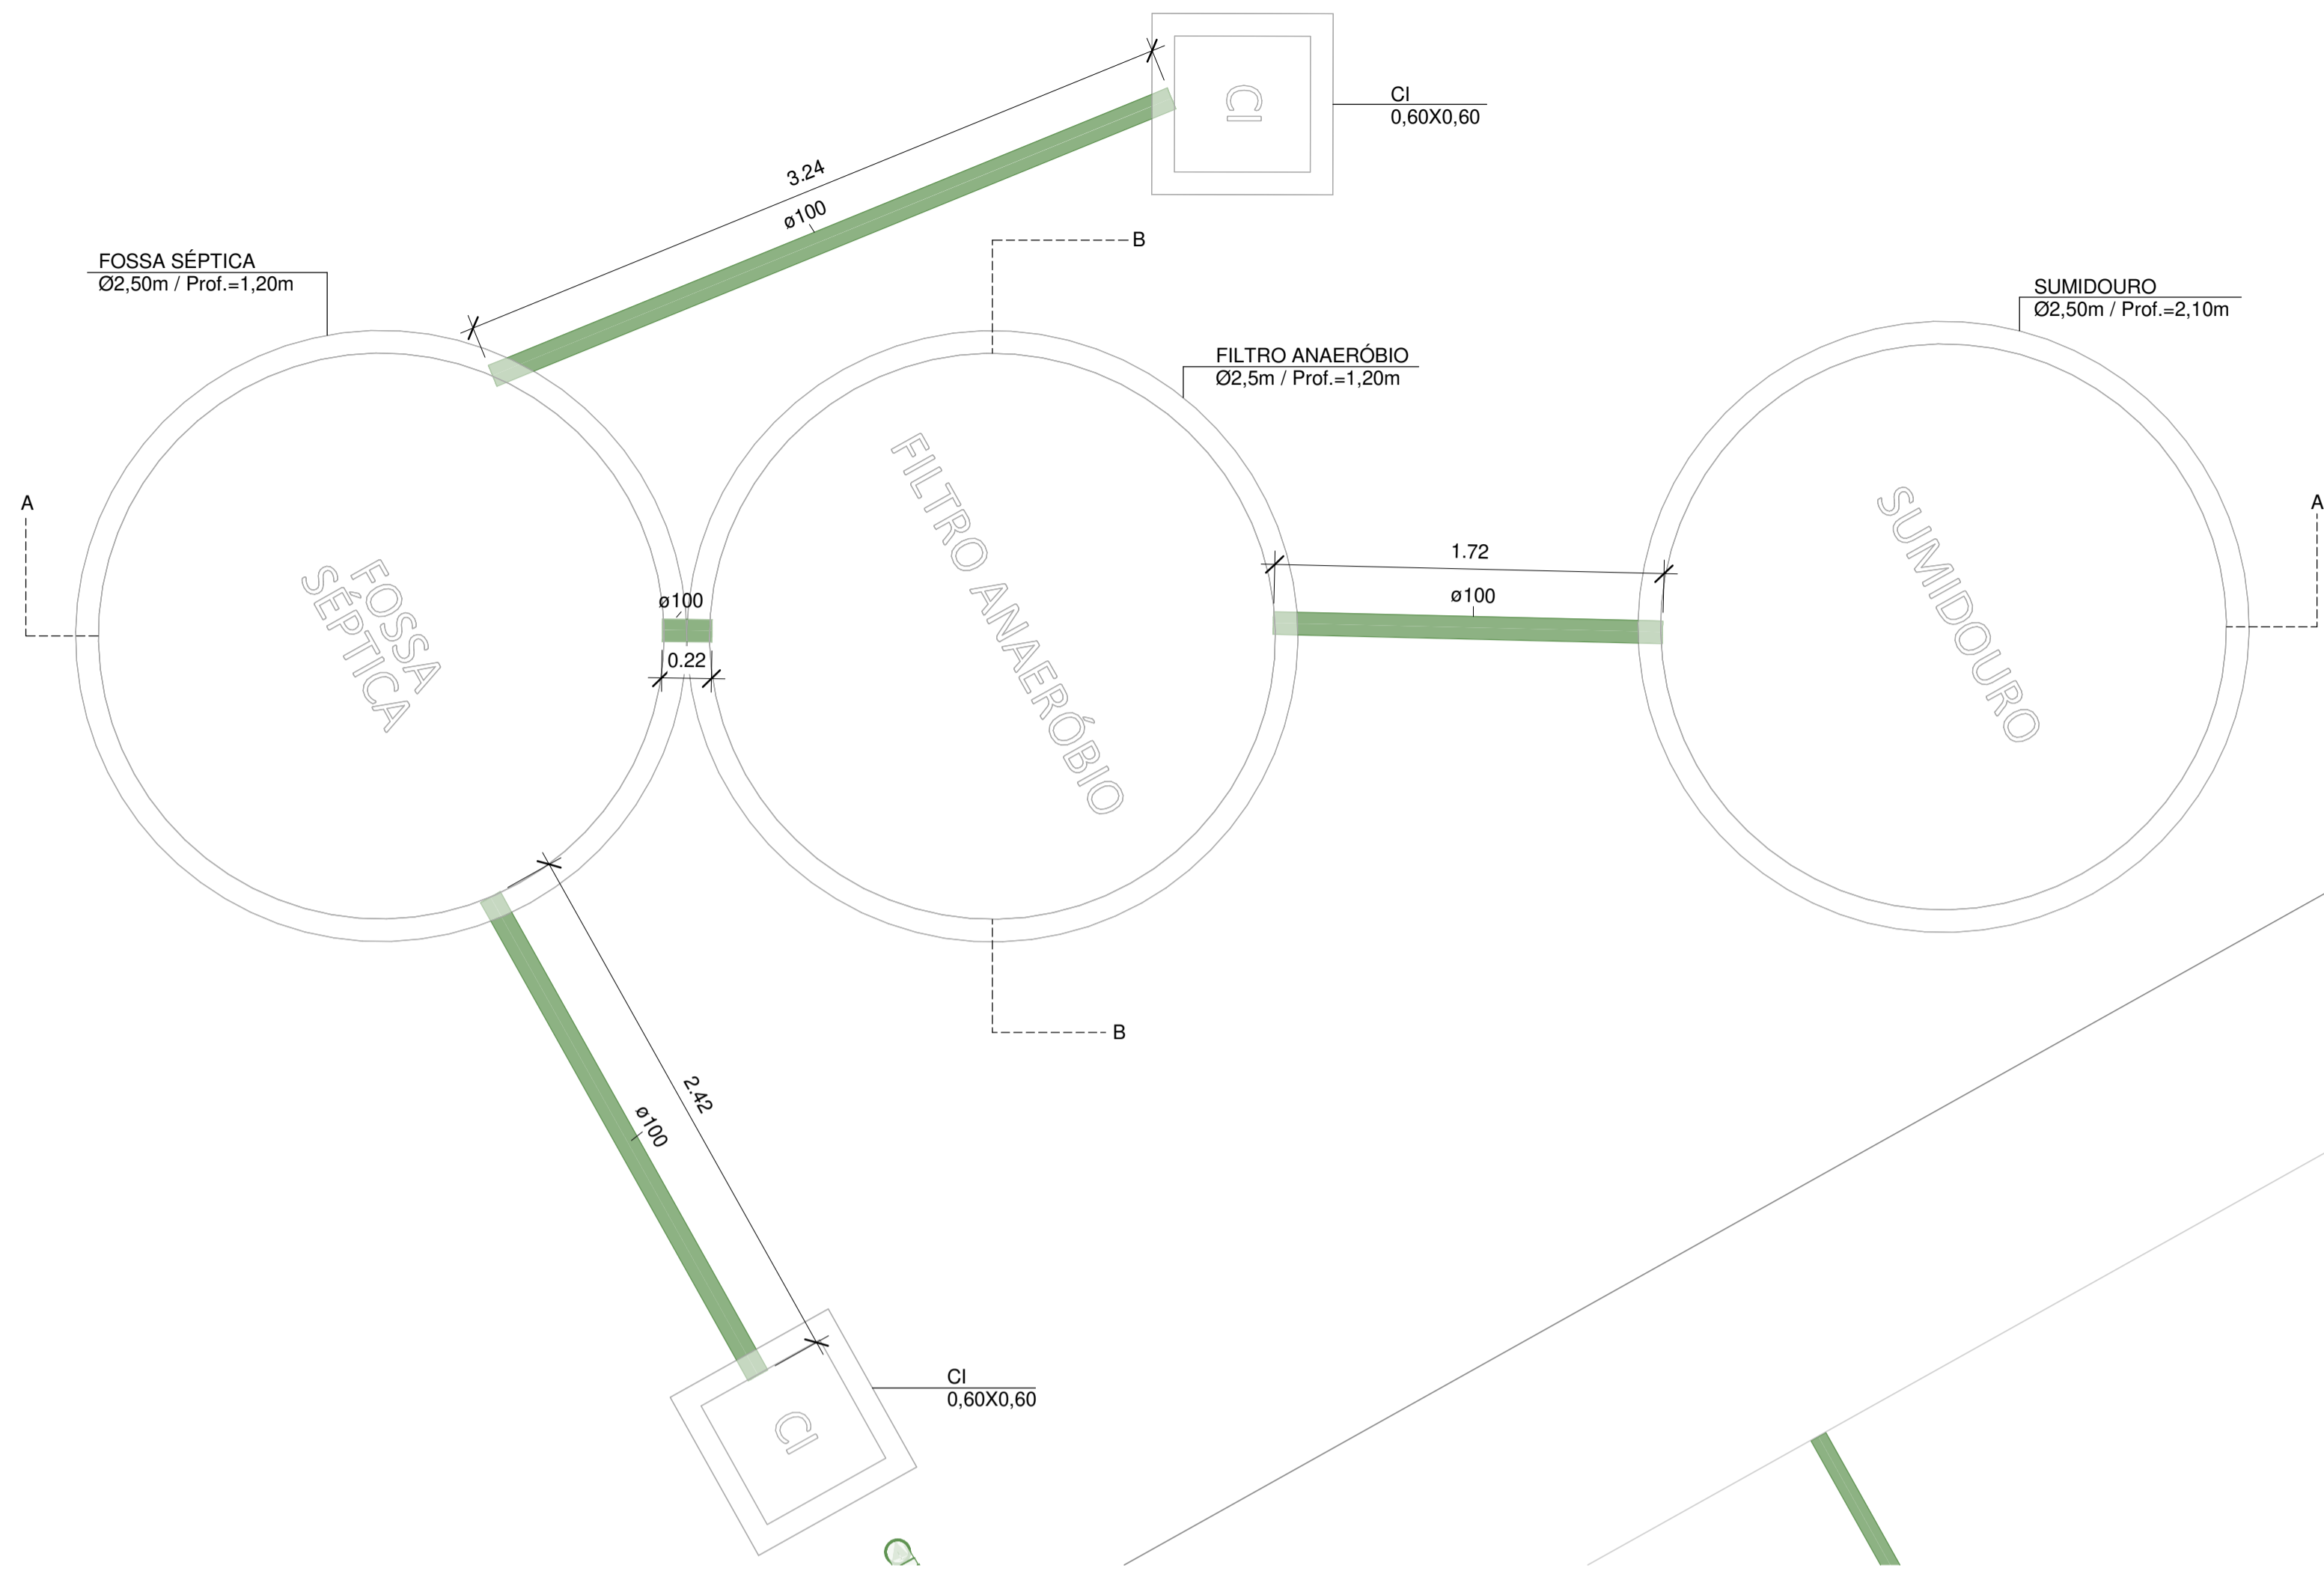 CI
0,60X0,60
CI
3.24
ø100
B
FOSSA SÉPTICA
Ø2,50m / Prof.=1,20m
SUMIDOURO
Ø2,50m / Prof.=2,10m
FILTRO ANAERÓBIO
Ø2,5m / Prof.=1,20m
A
A
FOSSA
SÉPTICA
FILTRO ANAERÓBIO
SUMIDOURO
1.72
ø100
ø100
0.22
B
2.42
ø100
CI
0,60X0,60
CI